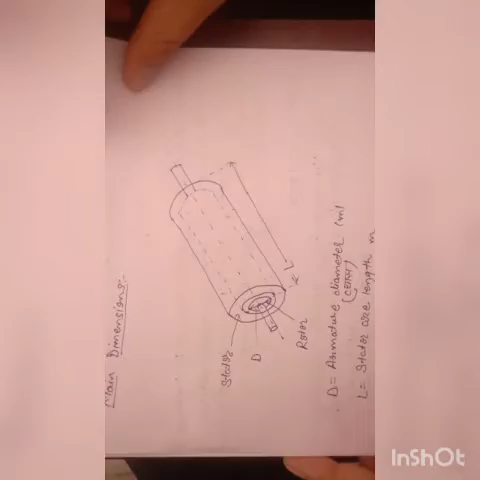 Main Dimensions:-
L
Stator
D
Rotor
D = Armature diameter (m)
L = Stator core length m
InShOt